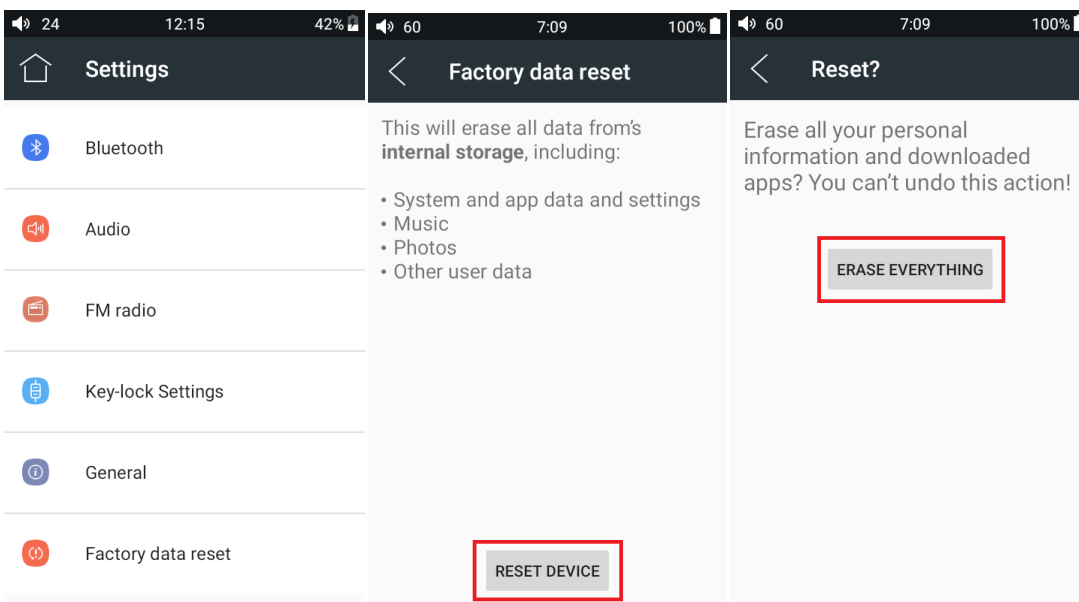 24 12:15 42%
Settings
Bluetooth
Audio
FM radio
Key-lock Settings
General
Factory data reset
60 7:09 100%
Factory data reset
This will erase all data from's
internal storage, including:
• System and app data and settings
• Music
• Photos
• Other user data
RESET DEVICE
60 7:09 100%
Reset?
Erase all your personal
information and downloaded
apps? You can't undo this action!
ERASE EVERYTHING